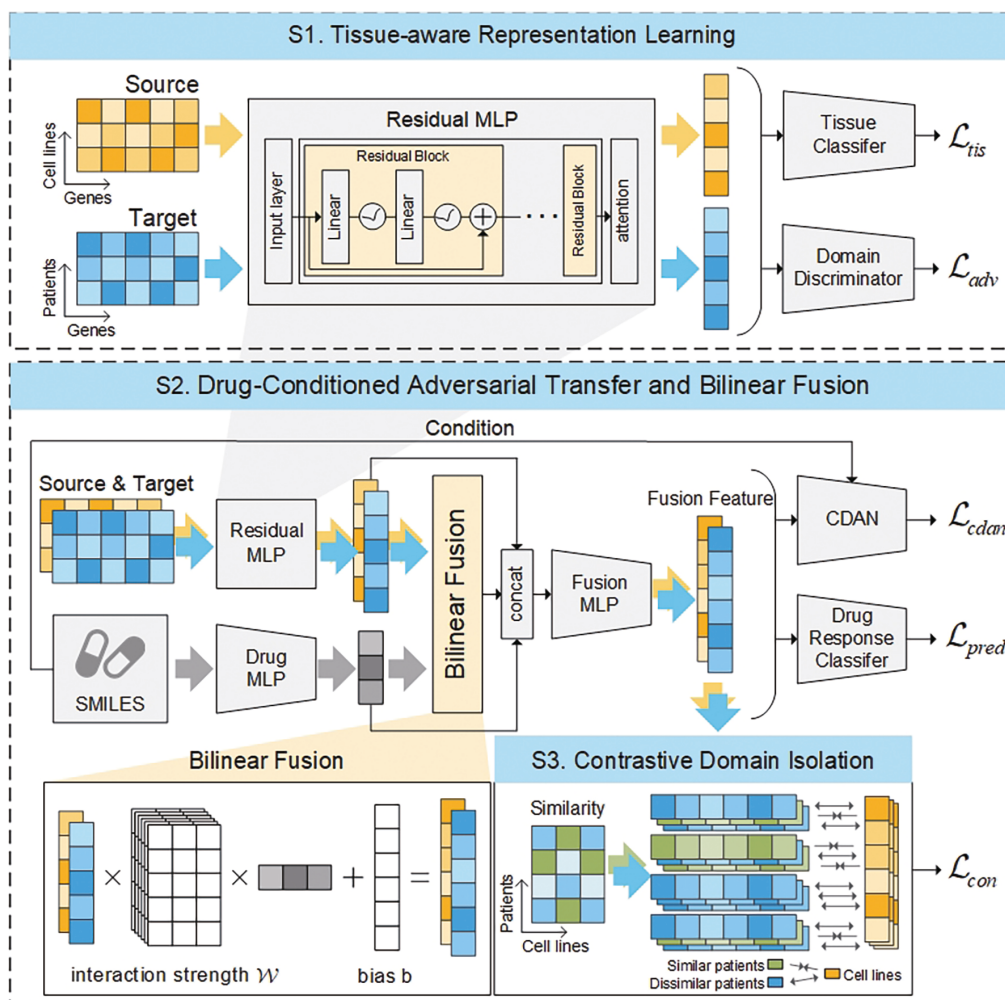 S1. Tissue-aware Representation Learning
Source
Cell lines
Genes
Target
Patients
Genes
Residual MLP
Residual Block
Input layer
Linear
Linear
Residual Block
attention
Tissue
Classifer
ℒtis
Domain
Discriminator
ℒadv
S2. Drug-Conditioned Adversarial Transfer and Bilinear Fusion
Condition
Source & Target
Residual
MLP
SMILES
Drug
MLP
Bilinear Fusion
concat
Fusion
MLP
Fusion Feature
CDAN
ℒcdan
Drug
Response
Classifer
ℒpred
Bilinear Fusion
interaction strength 𝒲
bias b
S3. Contrastive Domain Isolation
Similarity
Patients
Cell lines
Similar patients
Dissimilar patients
Cell lines
ℒcon